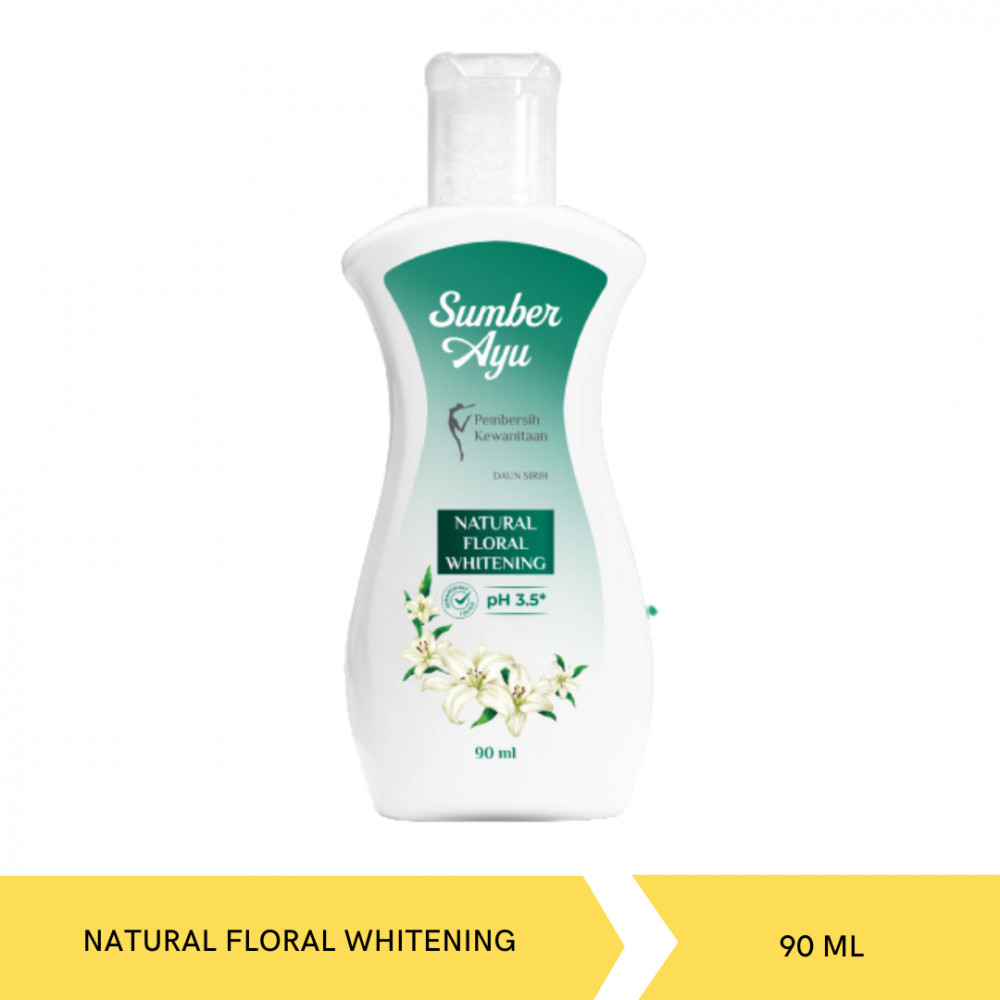 Sumber
Ayu
Pembersih
Kewanitaan
DAUN SIRIH
NATURAL
FLORAL
WHITENING
pH 3.5*
90 ml
NATURAL FLORAL WHITENING
90 ML